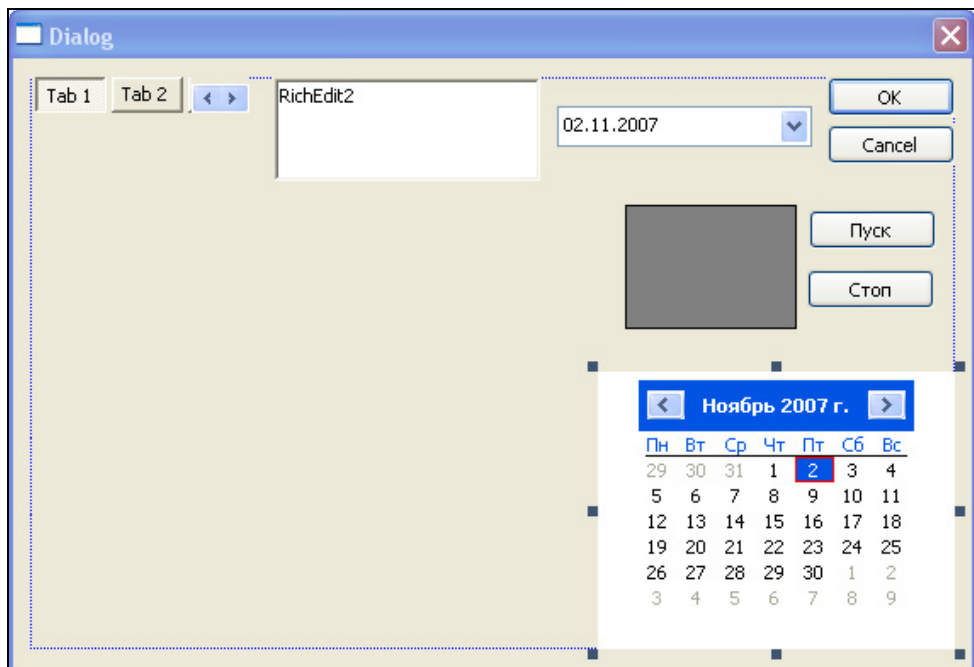 Dialog
Tab 1 Tab 2
RichEdit2
02.11.2007
OK
Cancel
Пуск
Стоп
Ноябрь 2007 г.
Пн Вт Ср Чт Пт Сб Вс
29 30 31 1 2 3 4
5 6 7 8 9 10 11
12 13 14 15 16 17 18
19 20 21 22 23 24 25
26 27 28 29 30 1 2
3 4 5 6 7 8 9